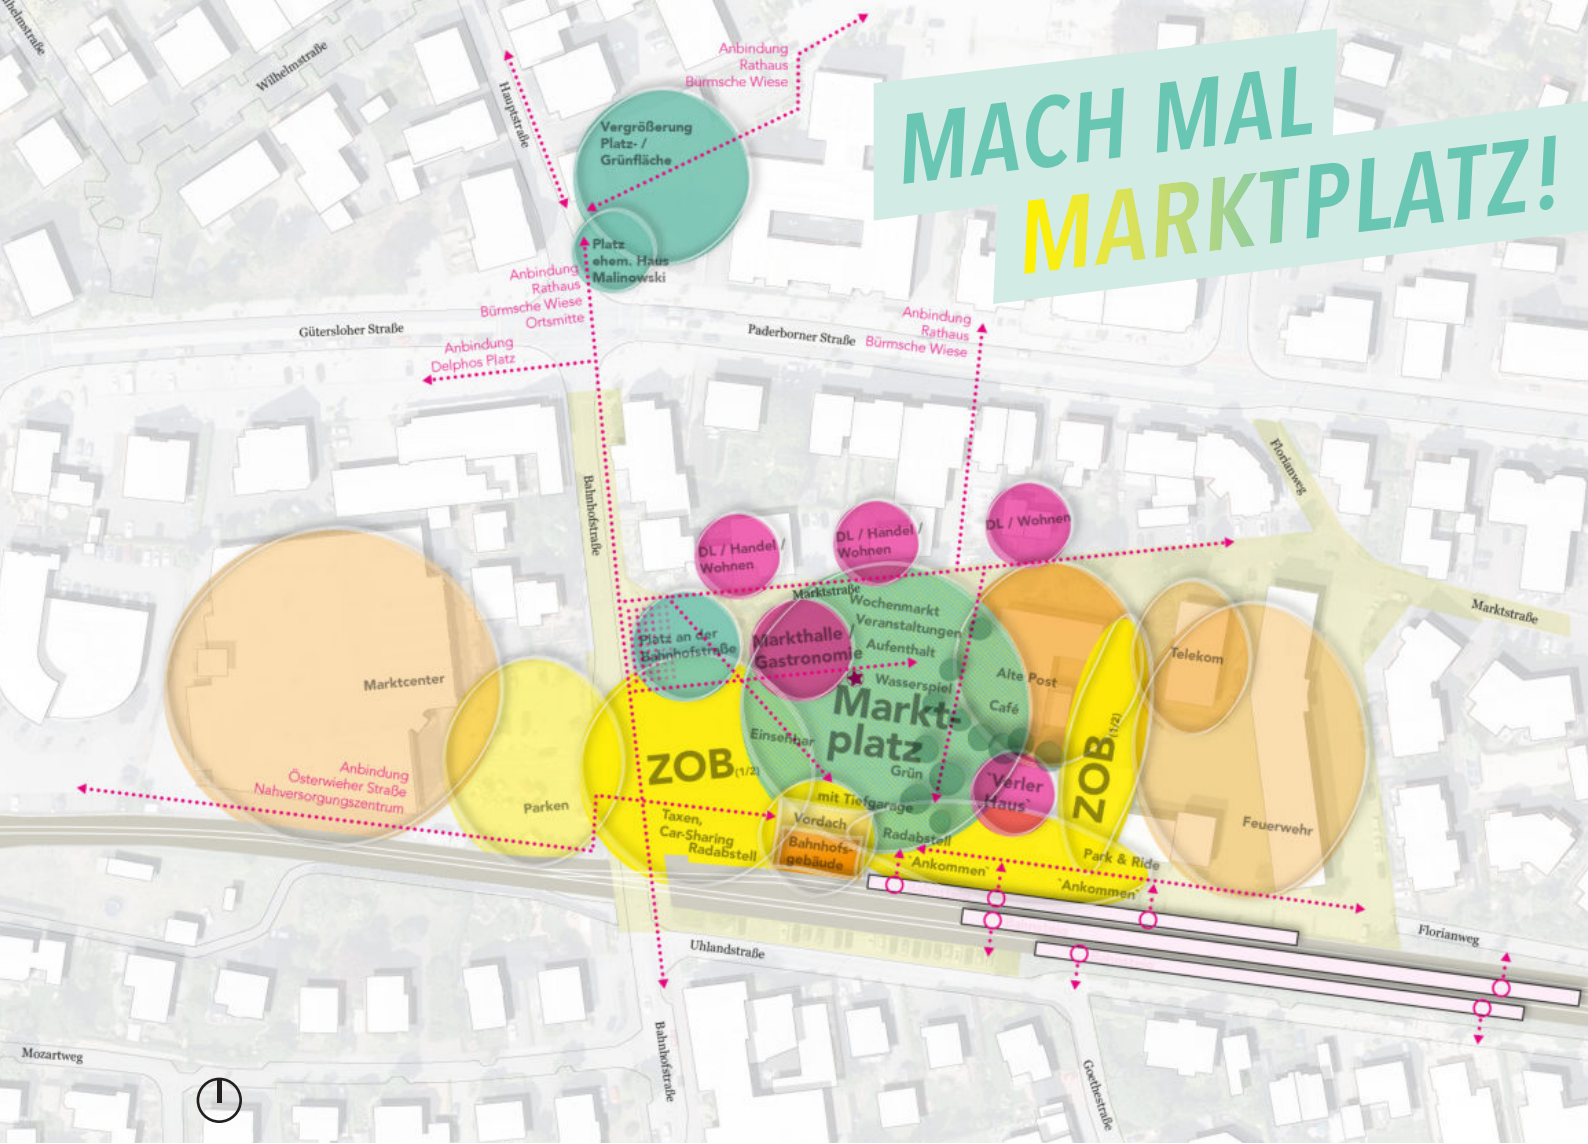 MACH MAL
MARKTPLATZ!
Wilhelmstraße
Hauptstraße
Anbindung
Rathaus
Bürmsche Wiese
Vergrößerung
Platz- /
Grünfläche
Platz
ehem. Haus
Malinowski
Anbindung
Rathaus
Bürmsche Wiese
Ortsmitte
Gütersloher Straße
Anbindung
Delphos Platz
Paderborner Straße
Anbindung
Rathaus
Bürmsche Wiese
Florianweg
Bahnhofstraße
DL / Handel /
Wohnen
DL / Handel /
Wohnen
DL / Wohnen
Marktstraße
Marktstraße
Platz an der
Bahnhofstraße
Markthalle /
Gastronomie
Wochenmarkt
Veranstaltungen
Aufenthalt
Wasserspiel
Markt-
platz
Einsehbar
Grün
mit Tiefgarage
Radabstell
Alte Post
Café
Telekom
Marktcenter
ZOB (1/2)
ZOB (1/2)
`Verler
Haus`
Feuerwehr
Anbindung
Österwieher Straße
Nahversorgungszentrum
Parken
Taxen,
Car-Sharing
Radabstell
Vordach
Bahnhofs-
gebäude
`Ankommen`
Park & Ride
`Ankommen`
Florianweg
Uhlandstraße
Mozartweg
Bahnhofstraße
Goethestraße